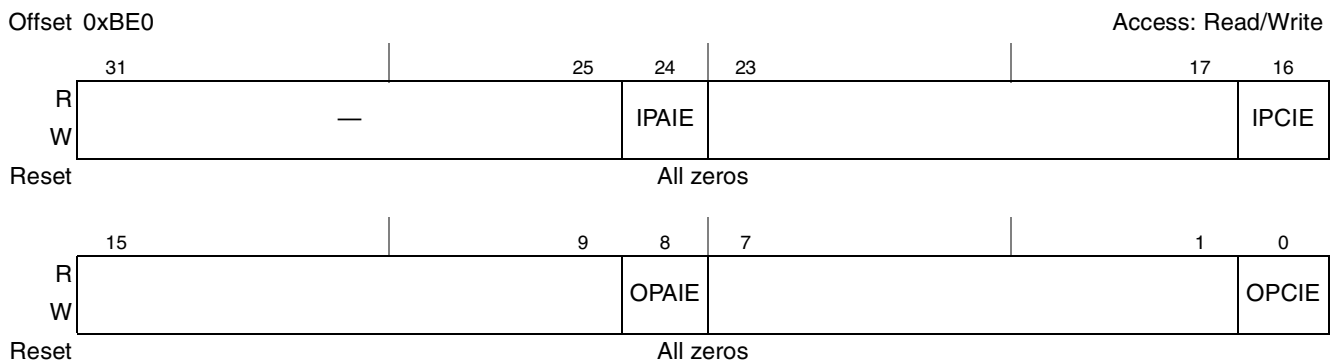 Offset 0xBE0 Access: Read/Write
31 25 24 23 17 16
R
W
— IPAIE IPCIE
Reset All zeros
15 9 8 7 1 0
R
W
OPAIE OPCIE
Reset All zeros